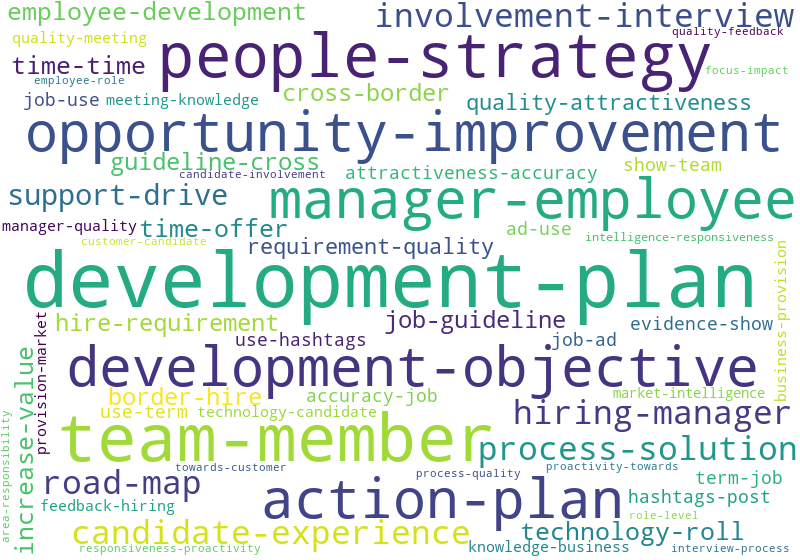 employee-development
involvement-interview
quality-meeting
people-strategy
quality-feedback
time-time
employee-role
focus-impact
job-use
meeting-knowledge
cross-border
quality-attractiveness
opportunity-improvement
guideline-cross
candidate-involvement
attractiveness-accuracy
show-team
support-drive
manager-employee
manager-quality
time-offer
ad-use
customer-candidate
requirement-quality
intelligence-responsiveness
business-provision
development-plan
hire-requirement
provision-market
job-guideline
evidence-show
use-hashtags
job-ad
development-objective
increase-value
border-hire
accuracy-job
market-intelligence
use-term
technology-candidate
hiring-manager
area-responsibility
team-member
process-solution
towards-customer
process-quality
proactivity-towards
road-map
term-job
action-plan
hashtags-post
feedback-hiring
role-level
candidate-experience
technology-roll
responsiveness-proactivity
knowledge-business
interview-process